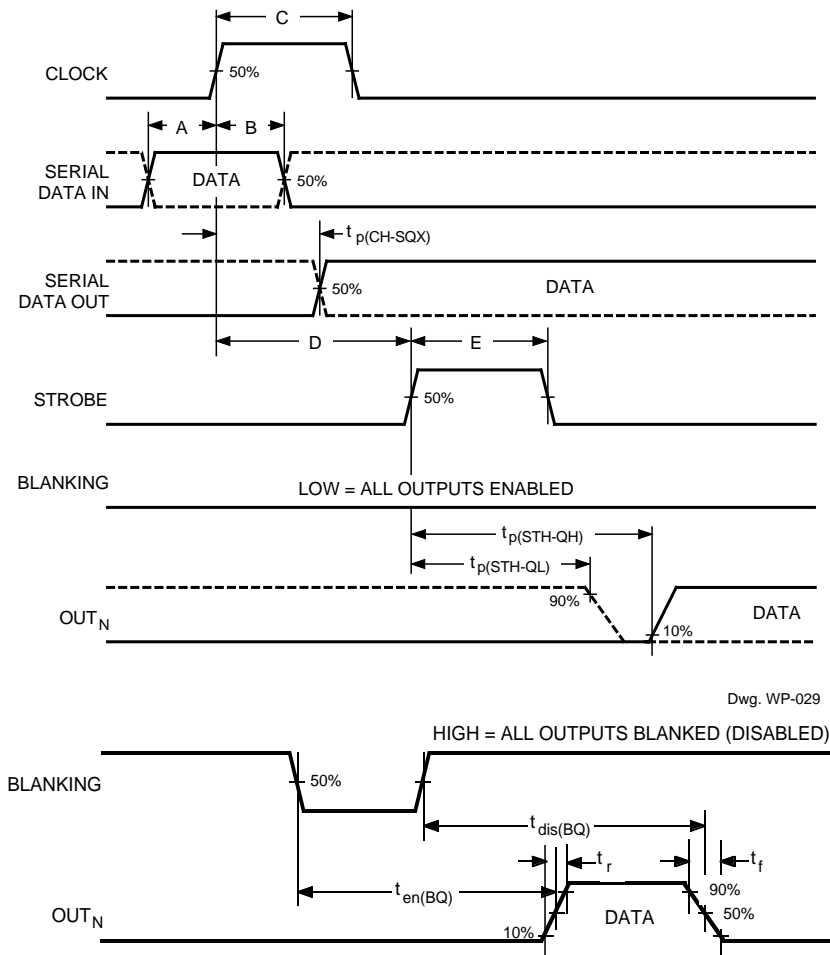 C
CLOCK
50%
A
B
SERIAL
DATA IN
DATA
50%
t p(CH-SQX)
SERIAL
DATA OUT
50%
DATA
D
E
STROBE
50%
BLANKING
LOW = ALL OUTPUTS ENABLED
t p(STH-QH)
t p(STH-QL)
90%
OUT N
DATA
10%
Dwg. WP-029
HIGH = ALL OUTPUTS BLANKED (DISABLED)
BLANKING
50%
t dis(BQ)
t r
t f
t en(BQ)
90%
OUT N
DATA
50%
10%